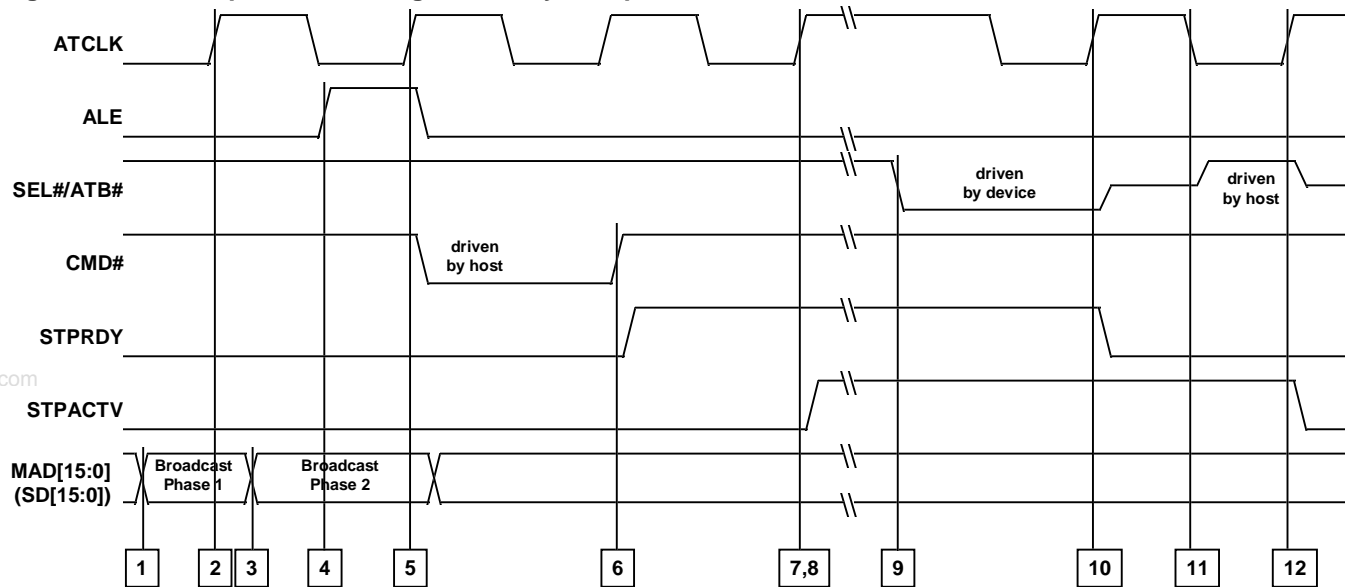 ATCLK
ALE
SEL#/ATB#
driven
by device
driven
by host
CMD#
driven
by host
STPRDY
com
STPACTV
MAD[15:0]
(SD[15:0])
Broadcast
Phase 1
Broadcast
Phase 2
1
2
3
4
5
6
7,8
9
10
11
12